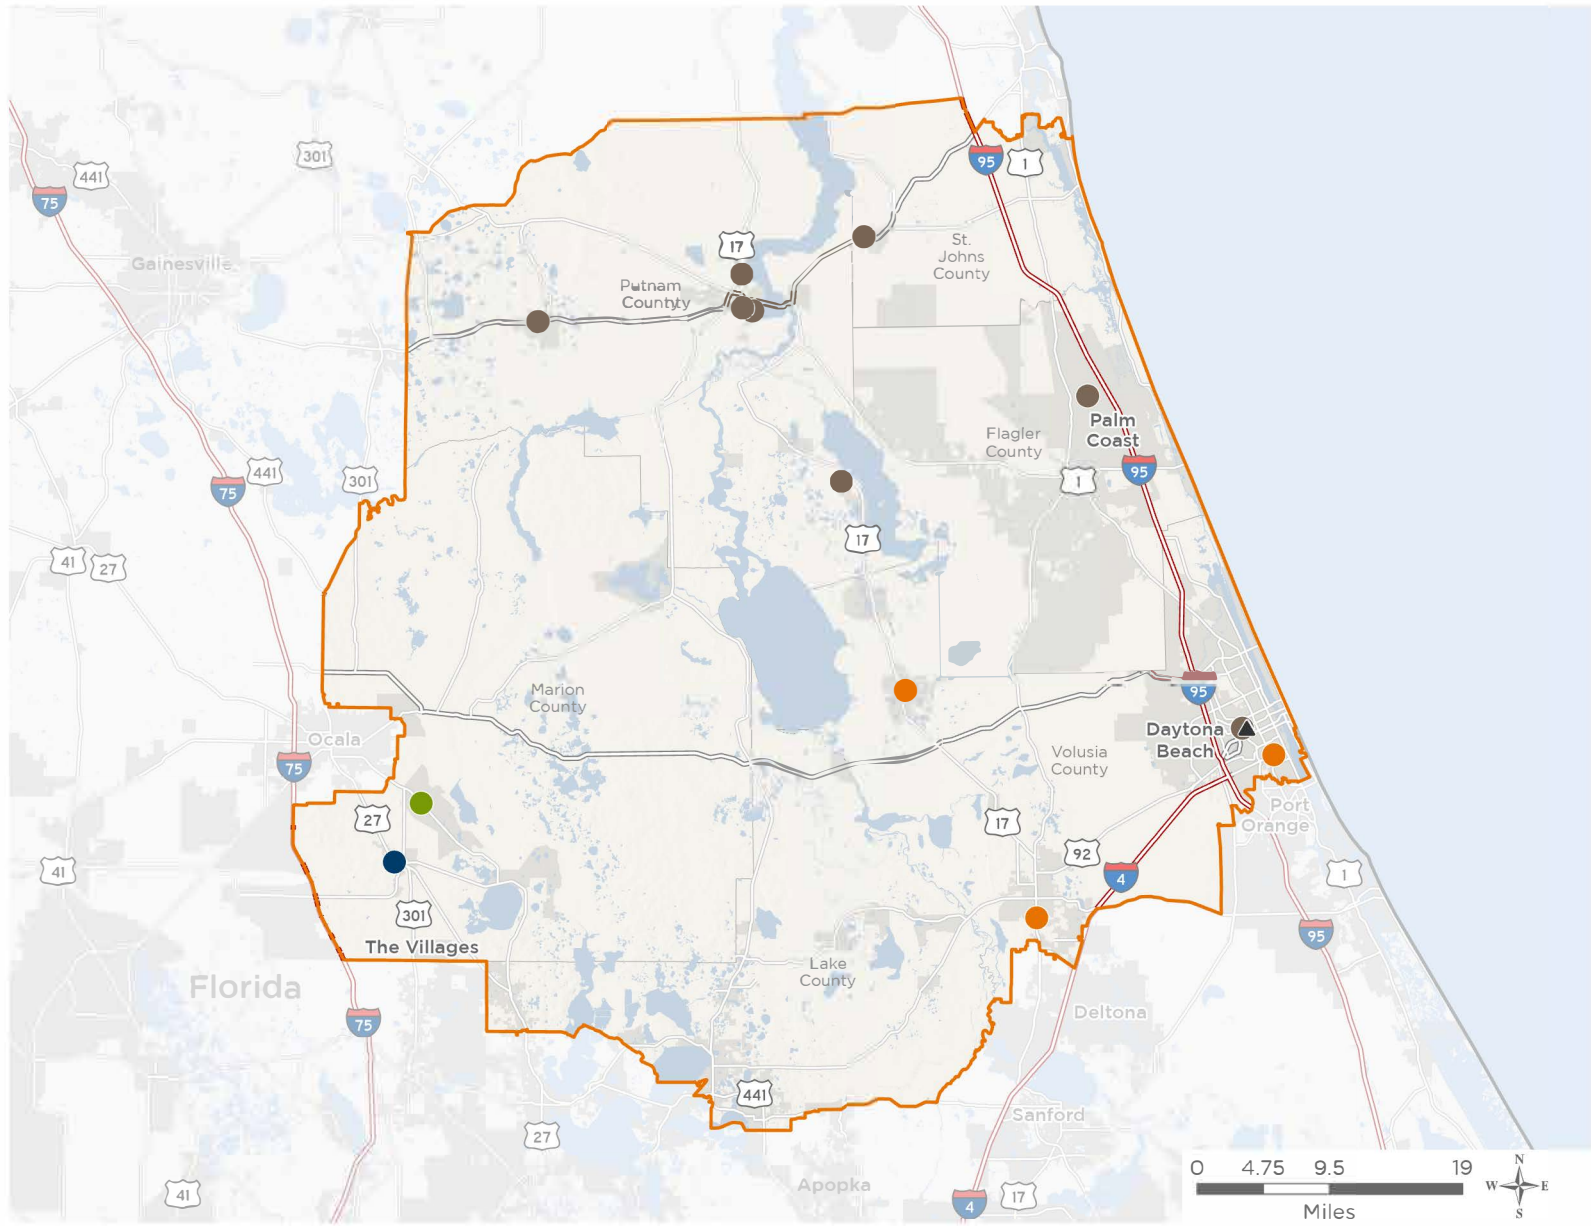 301
441
75
95
1
Gainesville
17
St.
Johns
County
Putnam
County
Palm
Coast
Flagler
County
95
1
441
301
75
17
41
27
Marion
County
95
Ocala
75
Daytona
Beach
Volusia
County
Port
Orange
27
17
92
4
41
1
301
The Villages
95
Lake
County
Florida
75
Deltona
441
Sanford
27
0 4.75 9.5 19
Miles
N
W E
S
Apopka
41
4
17